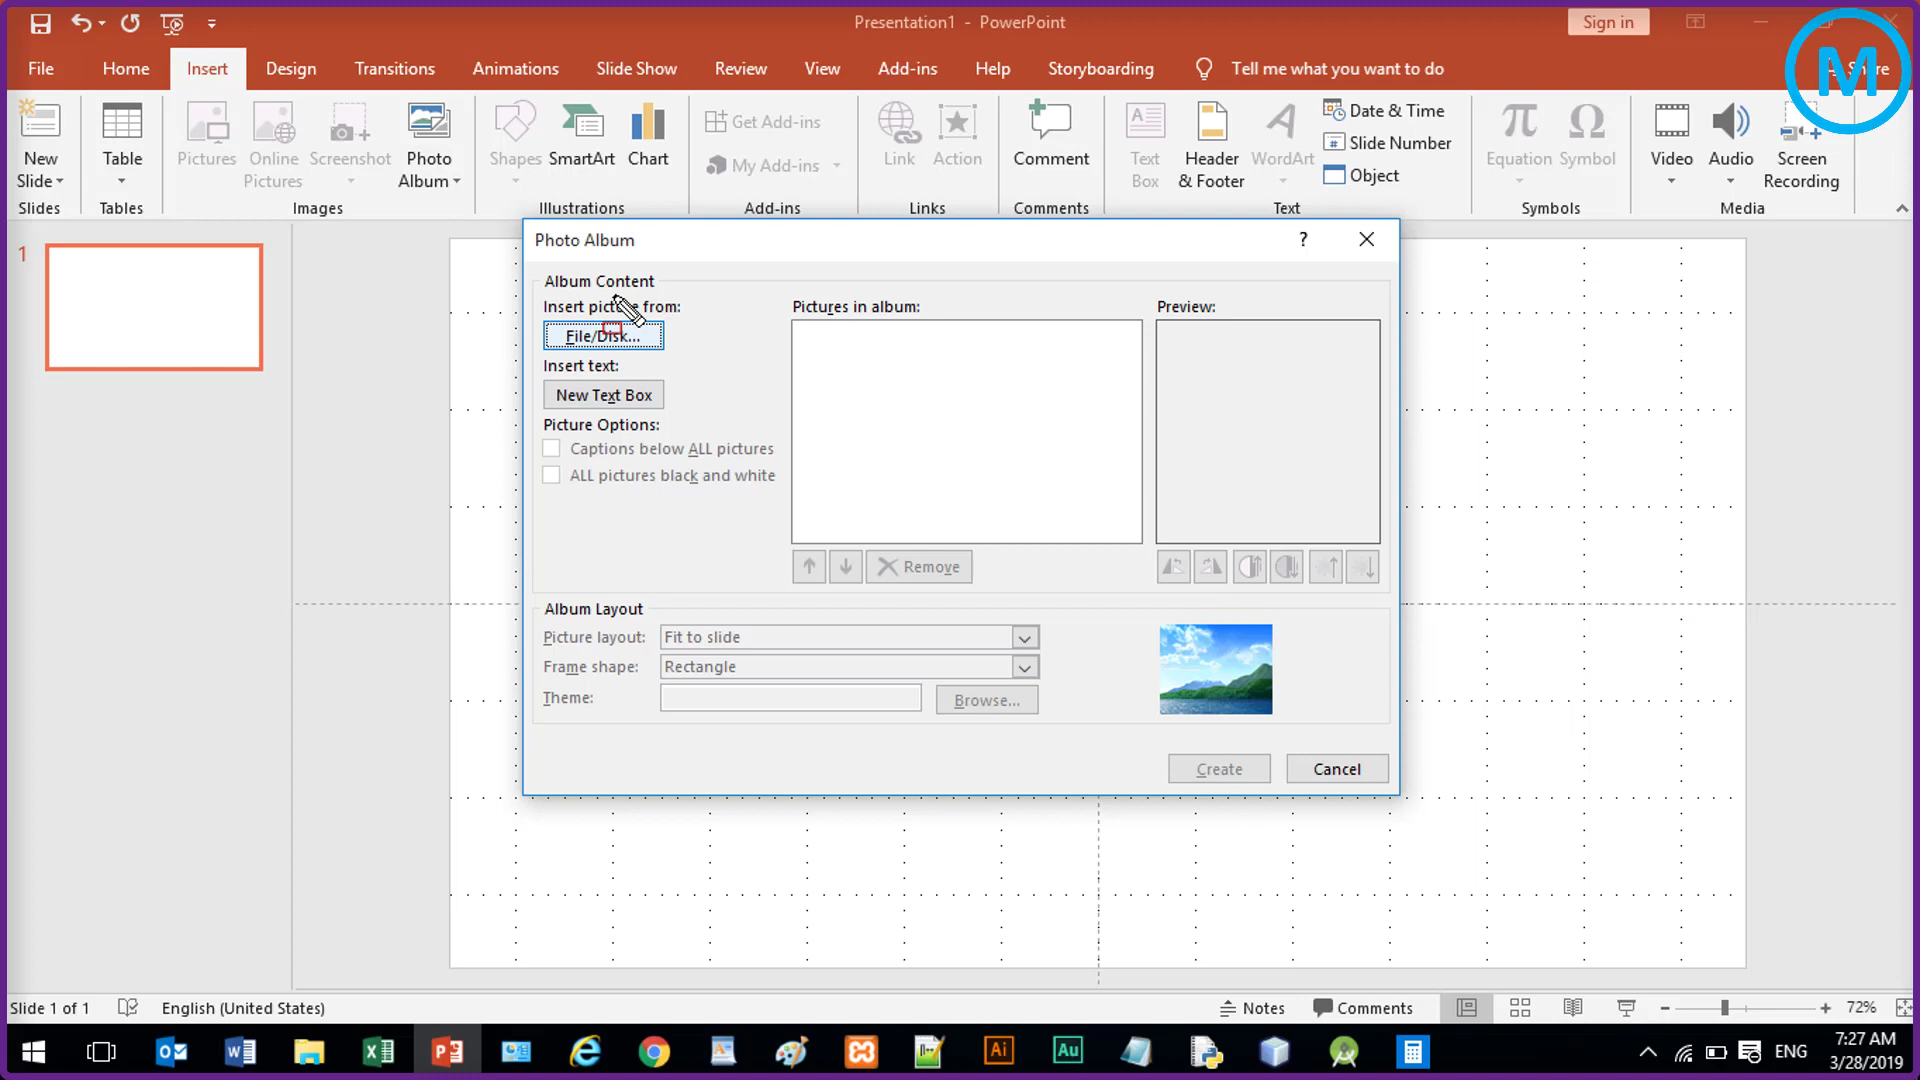 Presentation1 - PowerPoint
Sign in
File
Home
Insert
Design
Transitions
Animations
Slide Show
Review
View
Add-ins
Help
Storyboarding
Tell me what you want to do
M
New
Slide
Slides
Table
Tables
Pictures
Online
Pictures
Screenshot
Photo
Album
Images
Shapes
SmartArt
Chart
Illustrations
Get Add-ins
My Add-ins
Add-ins
Link
Action
Links
Comment
Comments
A
Text
Box
Header
& Footer
A
WordArt
Date & Time
# Slide Number
Object
Text
π
Equation
Ω
Symbol
Symbols
Video
Audio
Screen
Recording
Media
1
Photo Album
?
Album Content
Insert picture from:
File/Disk...
Insert text:
New Text Box
Picture Options:
Captions below ALL pictures
ALL pictures black and white
Pictures in album:
Preview:
Remove
Album Layout
Picture layout:
Fit to slide
Frame shape:
Rectangle
Theme:
Browse...
Create
Cancel
Slide 1 of 1
English (United States)
Notes
Comments
72%
Ai
Au
ENG
7:27 AM
3/28/2019